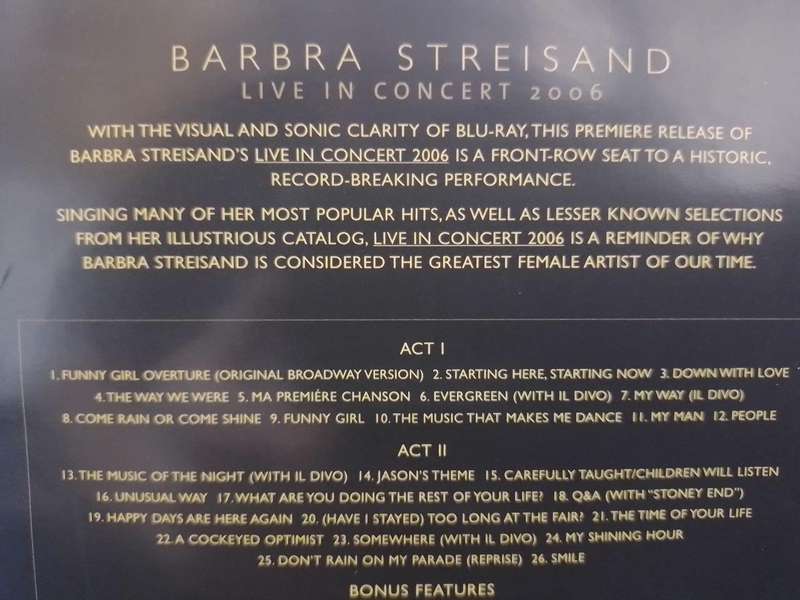 BARBRA STREISAND
LIVE IN CONCERT 2006
WITH THE VISUAL AND SONIC CLARITY OF BLU-RAY, THIS PREMIERE RELEASE OF
BARBRA STREISAND'S LIVE IN CONCERT 2006 IS A FRONT-ROW SEAT TO A HISTORIC,
RECORD-BREAKING PERFORMANCE.
SINGING MANY OF HER MOST POPULAR HITS, AS WELL AS LESSER KNOWN SELECTIONS
FROM HER ILLUSTRIOUS CATALOG, LIVE IN CONCERT 2006 IS A REMINDER OF WHY
BARBRA STREISAND IS CONSIDERED THE GREATEST FEMALE ARTIST OF OUR TIME.
ACT I
1. FUNNY GIRL OVERTURE (ORIGINAL BROADWAY VERSION) 2. STARTING HERE, STARTING NOW 3. DOWN WITH LOVE
4. THE WAY WE WERE 5. MA PREMIÉRE CHANSON 6. EVERGREEN (WITH IL DIVO) 7. MY WAY (IL DIVO)
8. COME RAIN OR COME SHINE 9. FUNNY GIRL 10. THE MUSIC THAT MAKES ME DANCE 11. MY MAN 12. PEOPLE
ACT II
13. THE MUSIC OF THE NIGHT (WITH IL DIVO) 14. JASON'S THEME 15. CAREFULLY TAUGHT/CHILDREN WILL LISTEN
16. UNUSUAL WAY 17. WHAT ARE YOU DOING THE REST OF YOUR LIFE? 18. Q&A (WITH "STONEY END")
19. HAPPY DAYS ARE HERE AGAIN 20. (HAVE I STAYED) TOO LONG AT THE FAIR? 21. THE TIME OF YOUR LIFE
22. A COCKEYED OPTIMIST 23. SOMEWHERE (WITH IL DIVO) 24. MY SHINING HOUR
25. DON'T RAIN ON MY PARADE (REPRISE) 26. SMILE
BONUS FEATURES